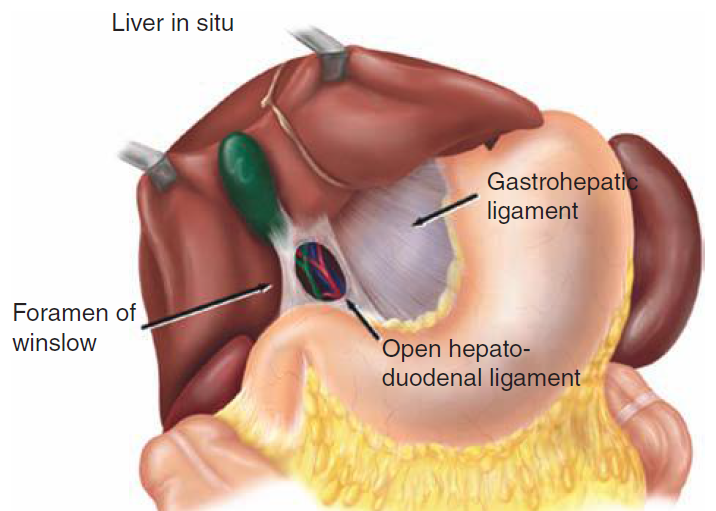 Liver in situ
Gastrohepatic
ligament
Foramen of
winslow
Open hepato-
duodenal ligament